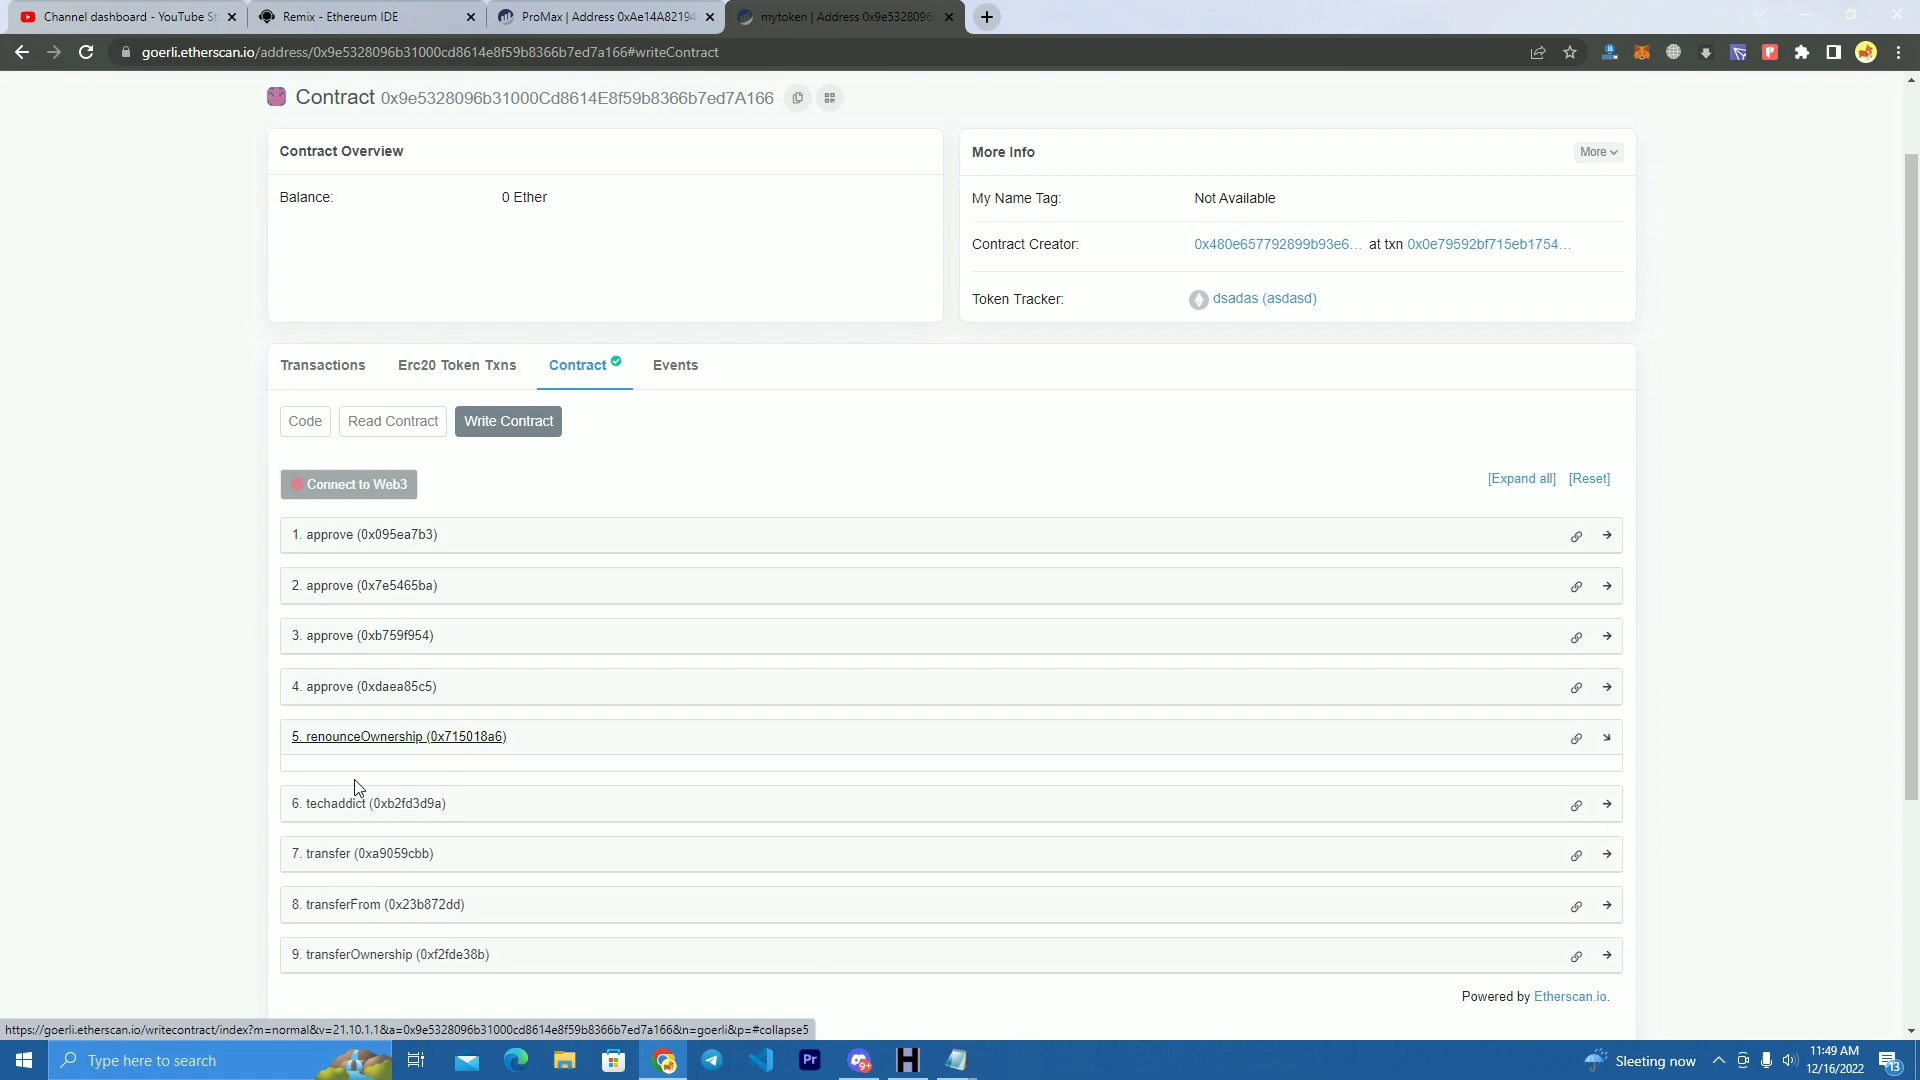 Channel dashboard - YouTube St
Remix - Ethereum IDE
ProMax | Address 0xAe14A82194
mytoken | Address 0x9e5328096
goerli.etherscan.io/address/0x9e5328096b31000cd8614e8f59b8366b7ed7a166#writeContract
Contract 0x9e5328096b31000Cd8614E8f59b8366b7ed7A166
Contract Overview
Balance: 0 Ether
More Info
More
My Name Tag: Not Available
Contract Creator: 0x480e657792899b93e6... at txn 0x0e79592bf715eb1754...
Token Tracker: dsadas (asdasd)
Transactions Erc20 Token Txns Contract Events
Code Read Contract Write Contract
Connect to Web3
[Expand all] [Reset]
1. approve (0x095ea7b3)
2. approve (0x7e5465ba)
3. approve (0xb759f954)
4. approve (0xdaea85c5)
5. renounceOwnership (0x715018a6)
6. techaddict (0xb2fd3d9a)
7. transfer (0xa9059cbb)
8. transferFrom (0x23b872dd)
9. transferOwnership (0xf2fde38b)
Powered by Etherscan.io.
https://goerli.etherscan.io/writecontract/index?m=normal&v=21.10.1.1&a=0x9e5328096b31000cd8614e8f59b8366b7ed7a166&n=goerli&p=#collapse5
Type here to search
Pr
9+
H
Sleeting now
11:49 AM
12/16/2022
13